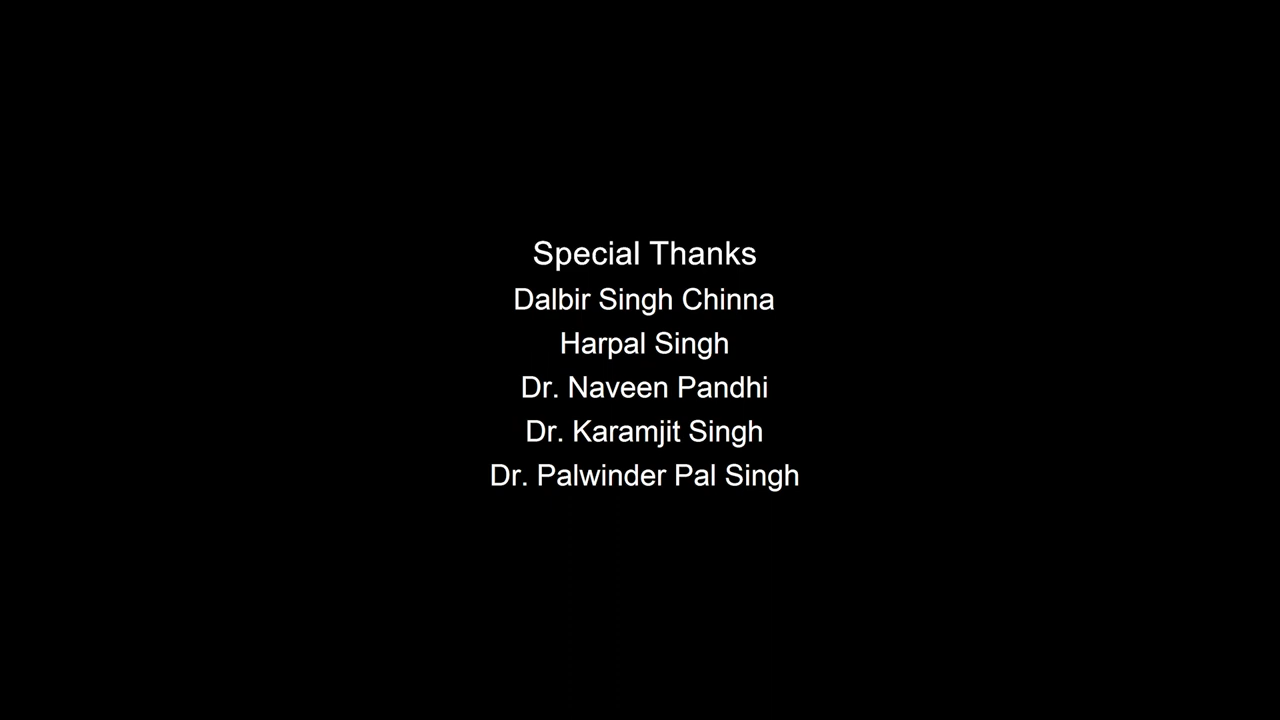 Special Thanks
Dalbir Singh Chinna
Harpal Singh
Dr. Naveen Pandhi
Dr. Karamjit Singh
Dr. Palwinder Pal Singh